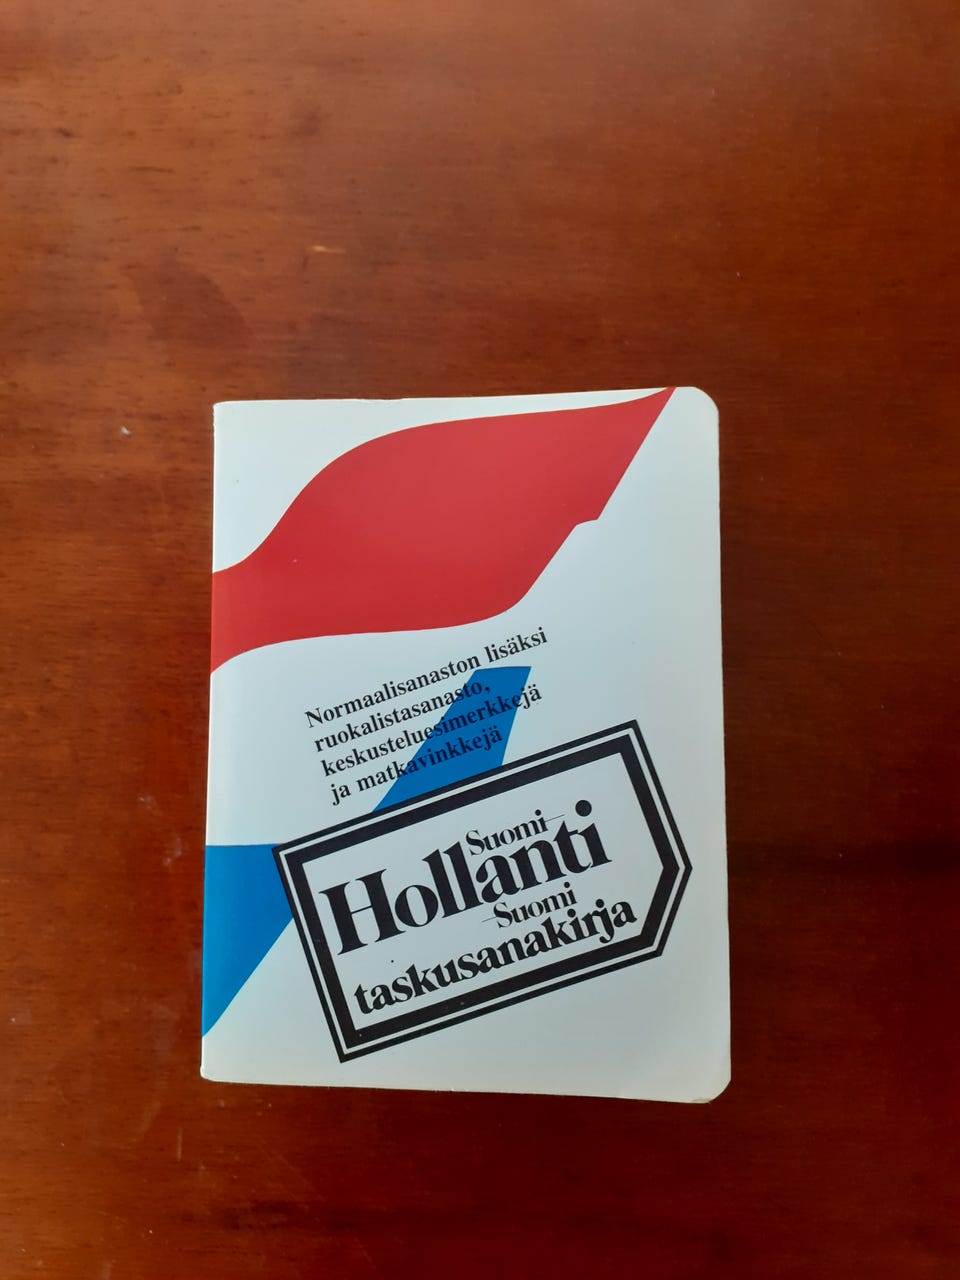 Normaalisanaston lisäksi
ruokalistasanasto,
keskusteluesimerkkejä
ja matkavinkkejä
Suomi-
Hollanti
-Suomi
taskusanakirja